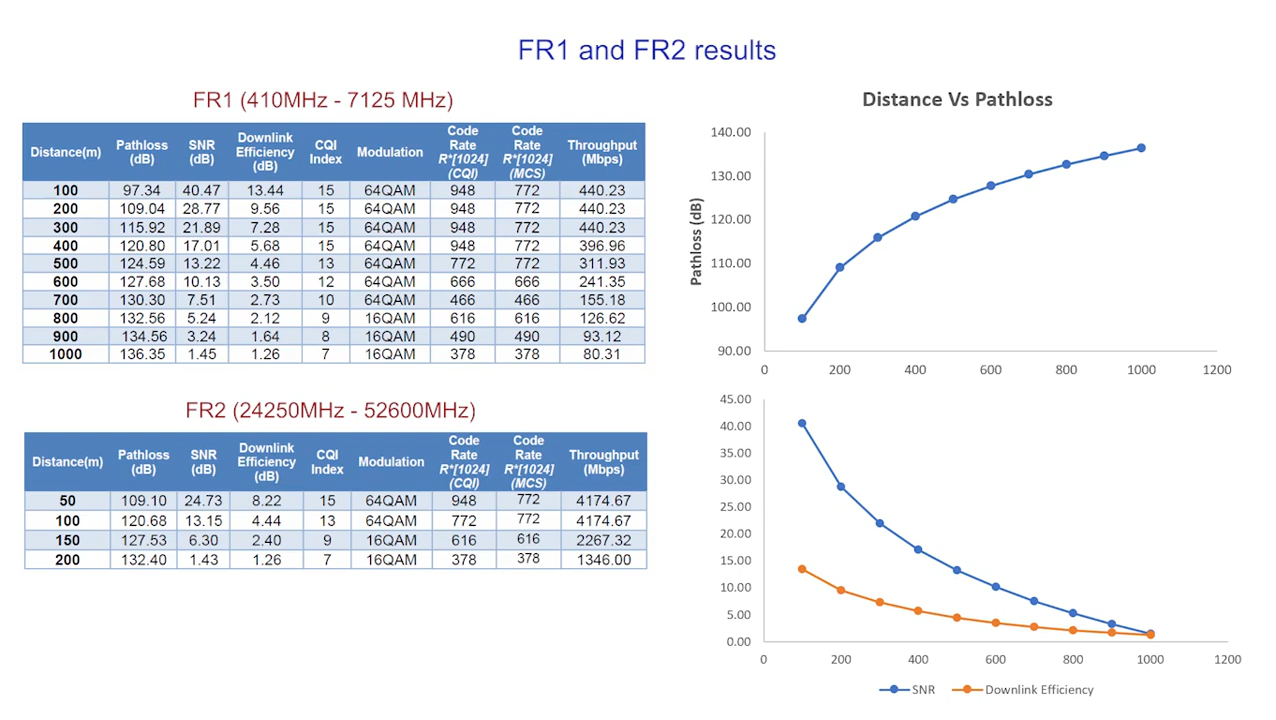 FR1 and FR2 results
FR1 (410MHz - 7125 MHz)
Distance(m) Pathloss (dB) SNR (dB) Downlink Efficiency (dB) CQI Index Modulation Code Rate R*[1024] (CQI) Code Rate R*[1024] (MCS) Throughput (Mbps)
100 97.34 40.47 13.44 15 64QAM 948 772 440.23
200 109.04 28.77 9.56 15 64QAM 948 772 440.23
300 115.92 21.89 7.28 15 64QAM 948 772 440.23
400 120.80 17.01 5.68 15 64QAM 948 772 396.96
500 124.59 13.22 4.46 13 64QAM 772 772 311.93
600 127.68 10.13 3.50 12 64QAM 666 666 241.35
700 130.30 7.51 2.73 10 64QAM 466 466 155.18
800 132.56 5.24 2.12 9 16QAM 616 616 126.62
900 134.56 3.24 1.64 8 16QAM 490 490 93.12
1000 136.35 1.45 1.26 7 16QAM 378 378 80.31
FR2 (24250MHz - 52600MHz)
Distance(m) Pathloss (dB) SNR (dB) Downlink Efficiency (dB) CQI Index Modulation Code Rate R*[1024] (CQI) Code Rate R*[1024] (MCS) Throughput (Mbps)
50 109.10 24.73 8.22 15 64QAM 948 772 4174.67
100 120.68 13.15 4.44 13 64QAM 772 772 4174.67
150 127.53 6.30 2.40 9 16QAM 616 616 2267.32
200 132.40 1.43 1.26 7 16QAM 378 378 1346.00
Distance Vs Pathloss
Pathloss (dB)
140.00
130.00
120.00
110.00
100.00
90.00
0 200 400 600 800 1000 1200
45.00
40.00
35.00
30.00
25.00
20.00
15.00
10.00
5.00
0.00
0 200 400 600 800 1000 1200
SNR Downlink Efficiency